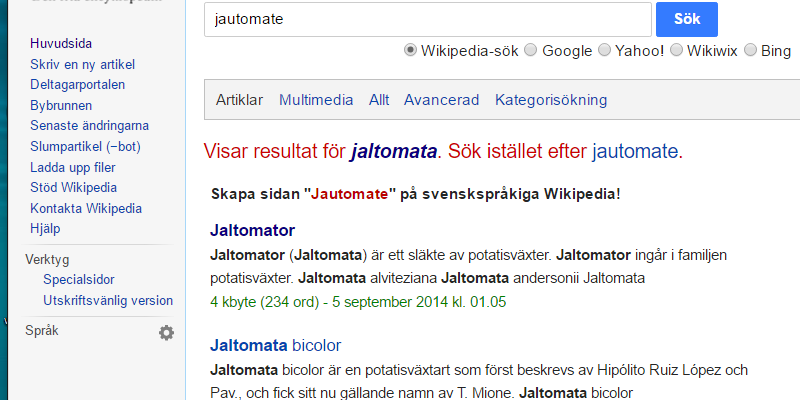 jautomate
Sök
Wikipedia-sök Google Yahoo! Wikiwix Bing
Huvudsida
Skriv en ny artikel
Deltagarportalen
Bybrunnen
Senaste ändringarna
Slumpartikel (−bot)
Ladda upp filer
Stöd Wikipedia
Kontakta Wikipedia
Hjälp
Verktyg
Specialsidor
Utskriftsvänlig version
Språk
Artiklar Multimedia Allt Avancerad Kategorisökning
Visar resultat för jaltomata. Sök istället efter jautomate.
Skapa sidan "Jautomate" på svenskspråkiga Wikipedia!
Jaltomator
Jaltomator (Jaltomata) är ett släkte av potatisväxter. Jaltomator ingår i familjen
potatisväxter. Jaltomata alviteziana Jaltomata andersonii Jaltomata
4 kbyte (234 ord) - 5 september 2014 kl. 01.05
Jaltomata bicolor
Jaltomata bicolor är en potatisväxtart som först beskrevs av Hipólito Ruiz López och
Pav., och fick sitt nu gällande namn av T. Mione. Jaltomata bicolor